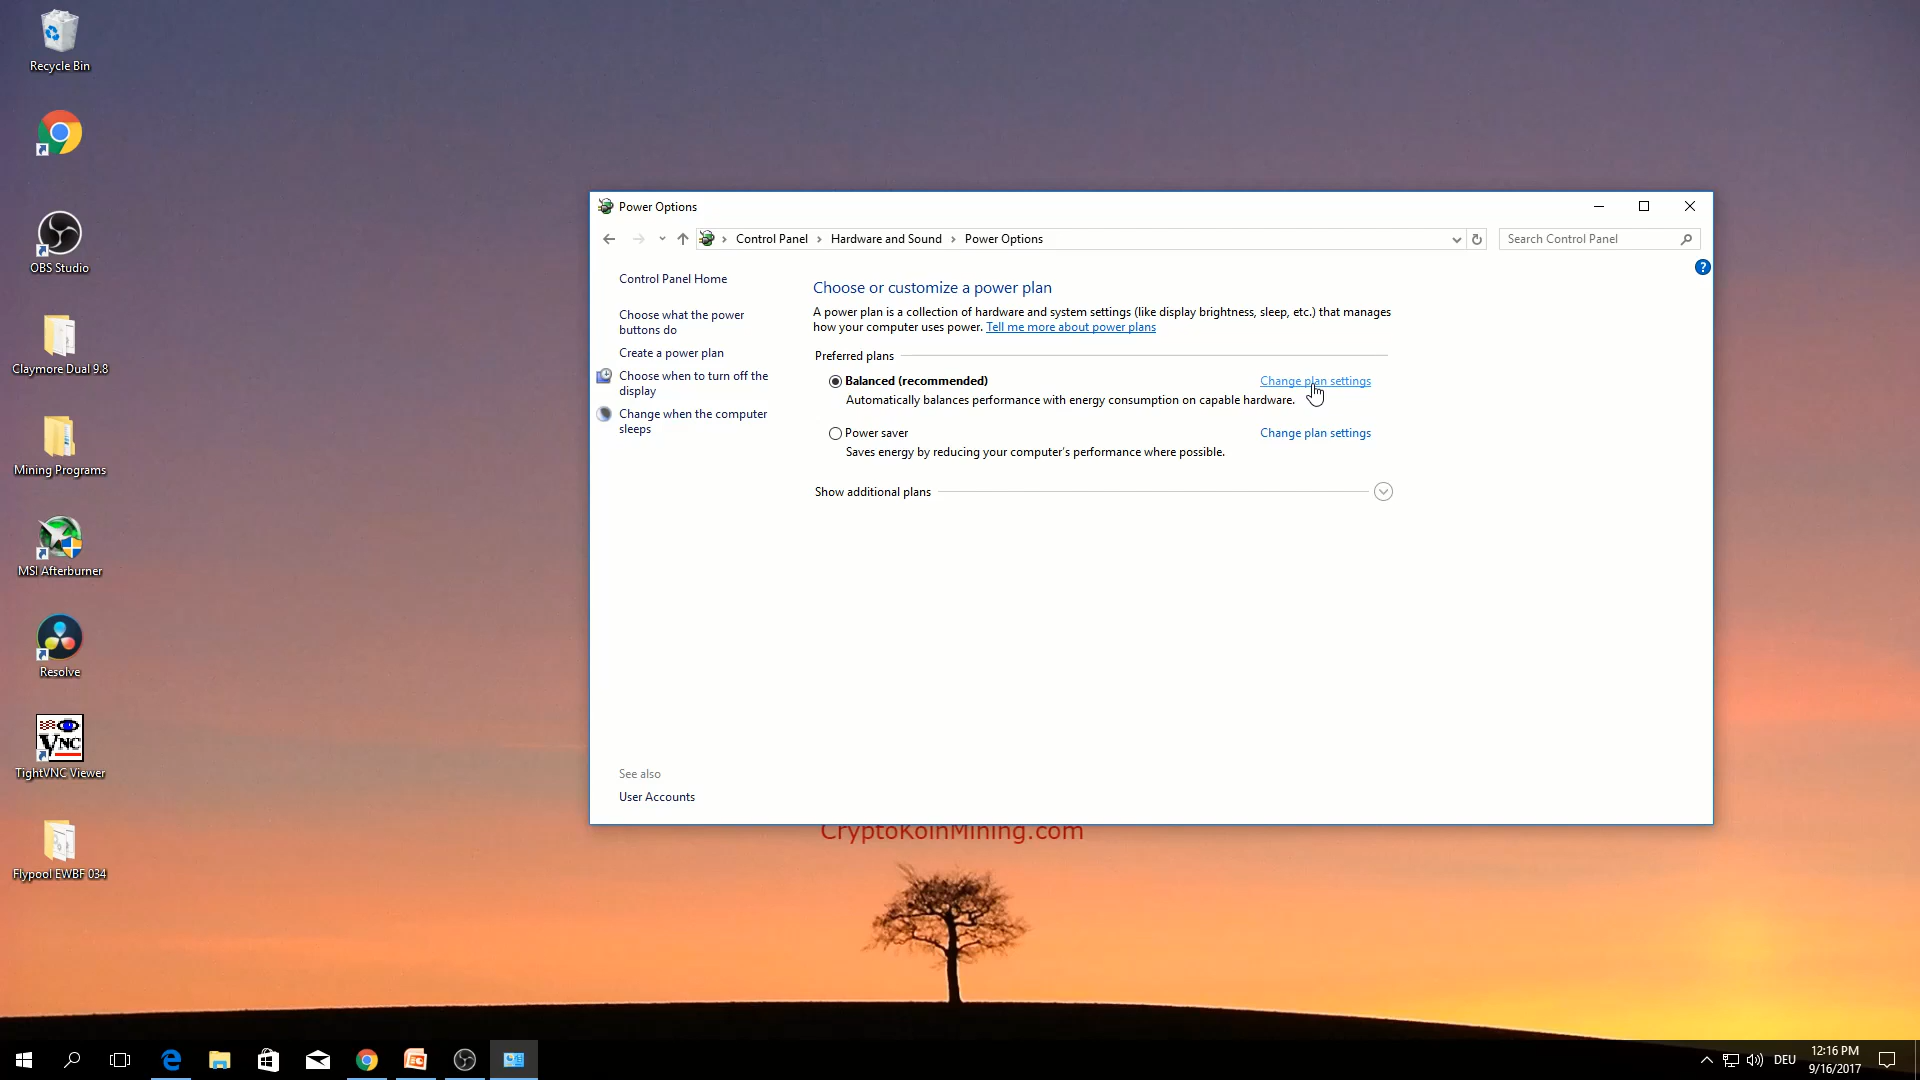 Recycle Bin
OBS Studio
Claymore Dual 9.8
Mining Programs
MSI Afterburner
Resolve
VNC
TightVNC Viewer
Flypool EWBF 034
Power Options
Control Panel
Hardware and Sound
Power Options
Search Control Panel
?
Control Panel Home
Choose what the power
buttons do
Create a power plan
Choose when to turn off the
display
Change when the computer
sleeps
See also
User Accounts
Choose or customize a power plan
A power plan is a collection of hardware and system settings (like display brightness, sleep, etc.) that manages
how your computer uses power. Tell me more about power plans
Preferred plans
Balanced (recommended) Change plan settings
Automatically balances performance with energy consumption on capable hardware.
Power saver Change plan settings
Saves energy by reducing your computer's performance where possible.
Show additional plans
CryptoKoinMining.com
DEU
12:16 PM
9/16/2017